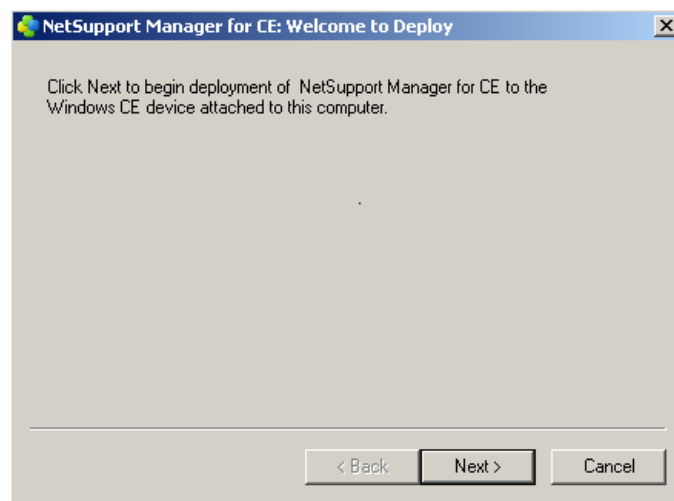 NetSupport Manager for CE: Welcome to Deploy
Click Next to begin deployment of NetSupport Manager for CE to the
Windows CE device attached to this computer.
< Back Next > Cancel